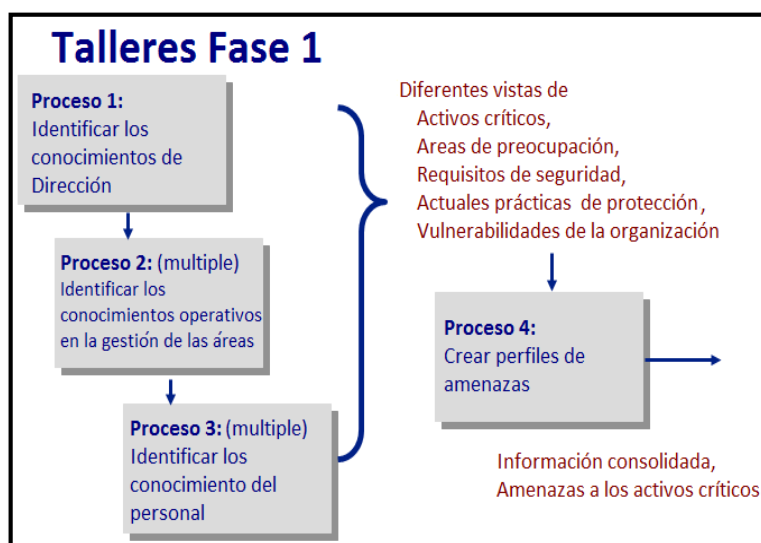 Talleres Fase 1
Proceso 1:
Identificar los
conocimientos de
Dirección
Proceso 2: (multiple)
Identificar los
conocimientos operativos
en la gestión de las áreas
Proceso 3: (multiple)
Identificar los
conocimiento del
personal
Diferentes vistas de
Activos críticos,
Areas de preocupación,
Requisitos de seguridad,
Actuales prácticas de protección,
Vulnerabilidades de la organización
Proceso 4:
Crear perfiles de
amenazas
Información consolidada,
Amenazas a los activos críticos